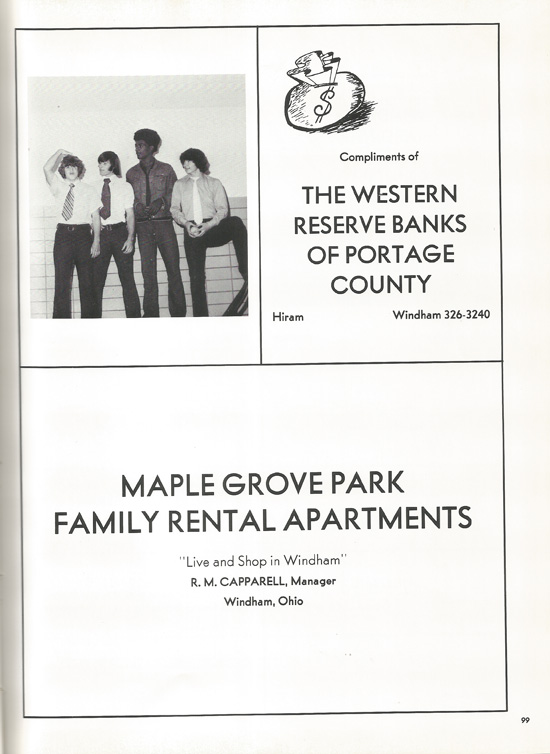 $
Compliments of
THE WESTERN
RESERVE BANKS
OF PORTAGE
COUNTY
Hiram Windham 326-3240
MAPLE GROVE PARK
FAMILY RENTAL APARTMENTS
"Live and Shop in Windham"
R. M. CAPPARELL, Manager
Windham, Ohio
99